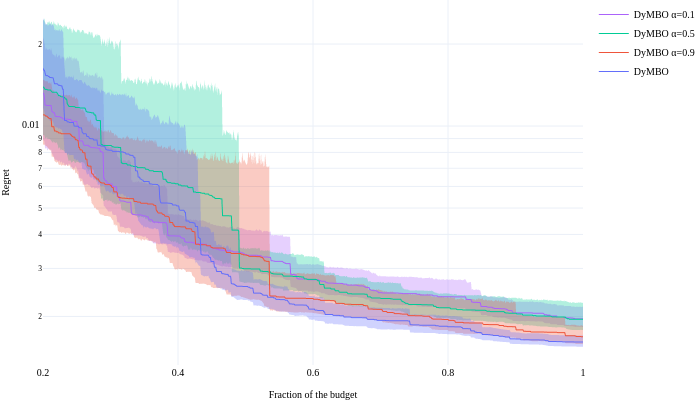 DyMBO α=0.1
DyMBO α=0.5
DyMBO α=0.9
DyMBO
2
0.01
9
8
7
6
5
4
3
2
Regret
0.2
0.4
0.6
0.8
1
Fraction of the budget